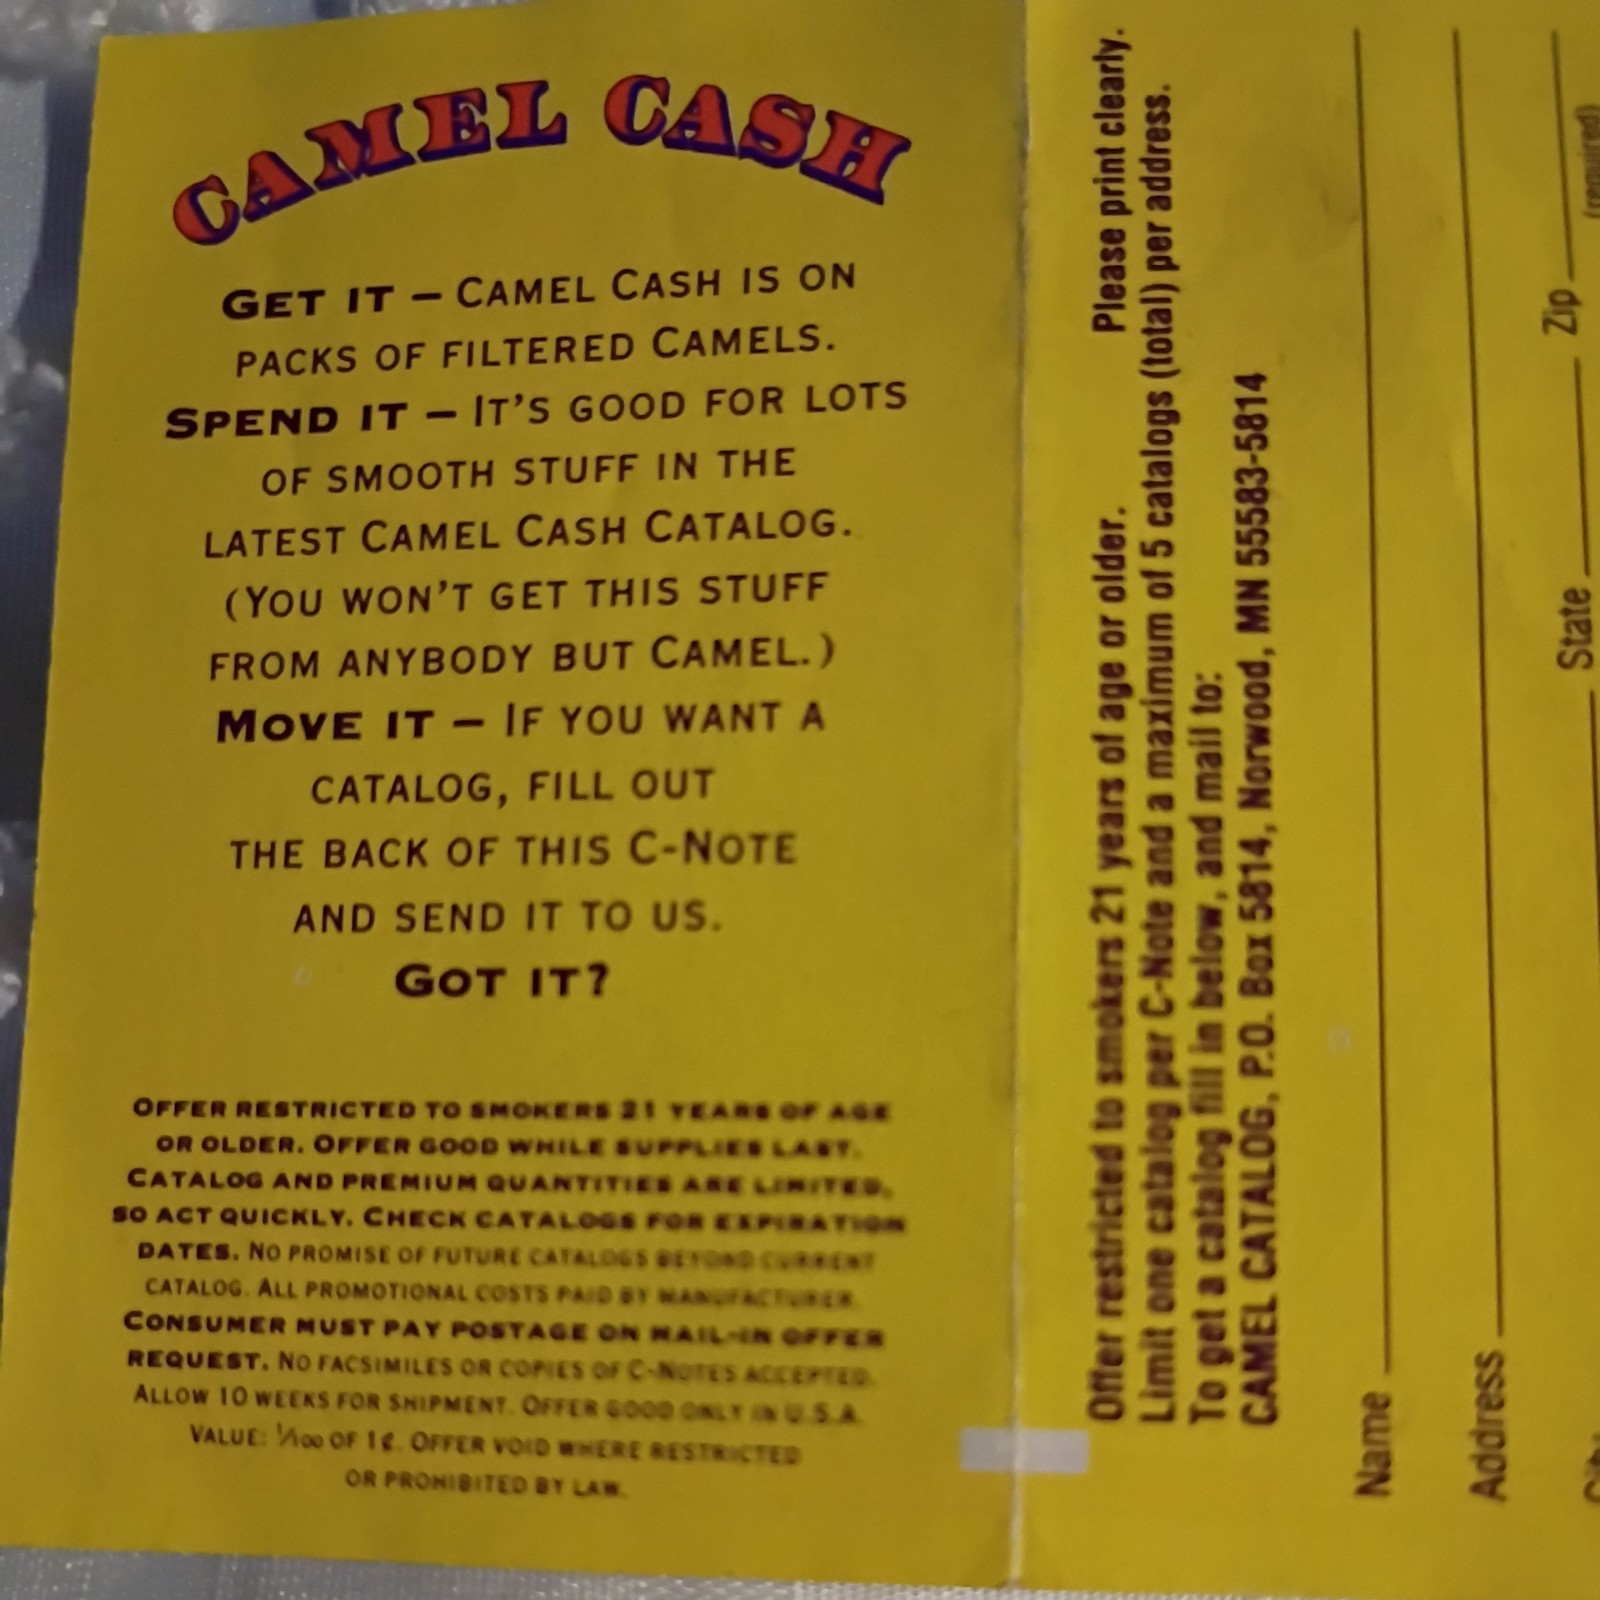 CAMEL CASH
GET IT – CAMEL CASH IS ON
PACKS OF FILTERED CAMELS.
SPEND IT – IT'S GOOD FOR LOTS
OF SMOOTH STUFF IN THE
LATEST CAMEL CASH CATALOG.
(YOU WON'T GET THIS STUFF
FROM ANYBODY BUT CAMEL.)
MOVE IT – IF YOU WANT A
CATALOG, FILL OUT
THE BACK OF THIS C-NOTE
AND SEND IT TO US.
GOT IT?
OFFER RESTRICTED TO SMOKERS 21 YEARS OF AGE
OR OLDER. OFFER GOOD WHILE SUPPLIES LAST.
CATALOG AND PREMIUM QUANTITIES ARE LIMITED,
SO ACT QUICKLY. CHECK CATALOGS FOR EXPIRATION
DATES. NO PROMISE OF FUTURE CATALOGS BEYOND CURRENT
CATALOG. ALL PROMOTIONAL COSTS PAID BY MANUFACTURER.
CONSUMER MUST PAY POSTAGE ON MAIL-IN OFFER
REQUEST. NO FACSIMILES OR COPIES OF C-NOTES ACCEPTED.
ALLOW 10 WEEKS FOR SHIPMENT. OFFER GOOD ONLY IN U.S.A.
VALUE: 1/100 OF 1¢. OFFER VOID WHERE RESTRICTED
OR PROHIBITED BY LAW.
Offer restricted to smokers 21 years of age or older. Please print clearly.
Limit one catalog per C-Note and a maximum of 5 catalogs (total) per address.
To get a catalog fill in below, and mail to:
CAMEL CATALOG, P.O. Box 5814, Norwood, MN 55583-5814
Name
Address
State Zip
(required)